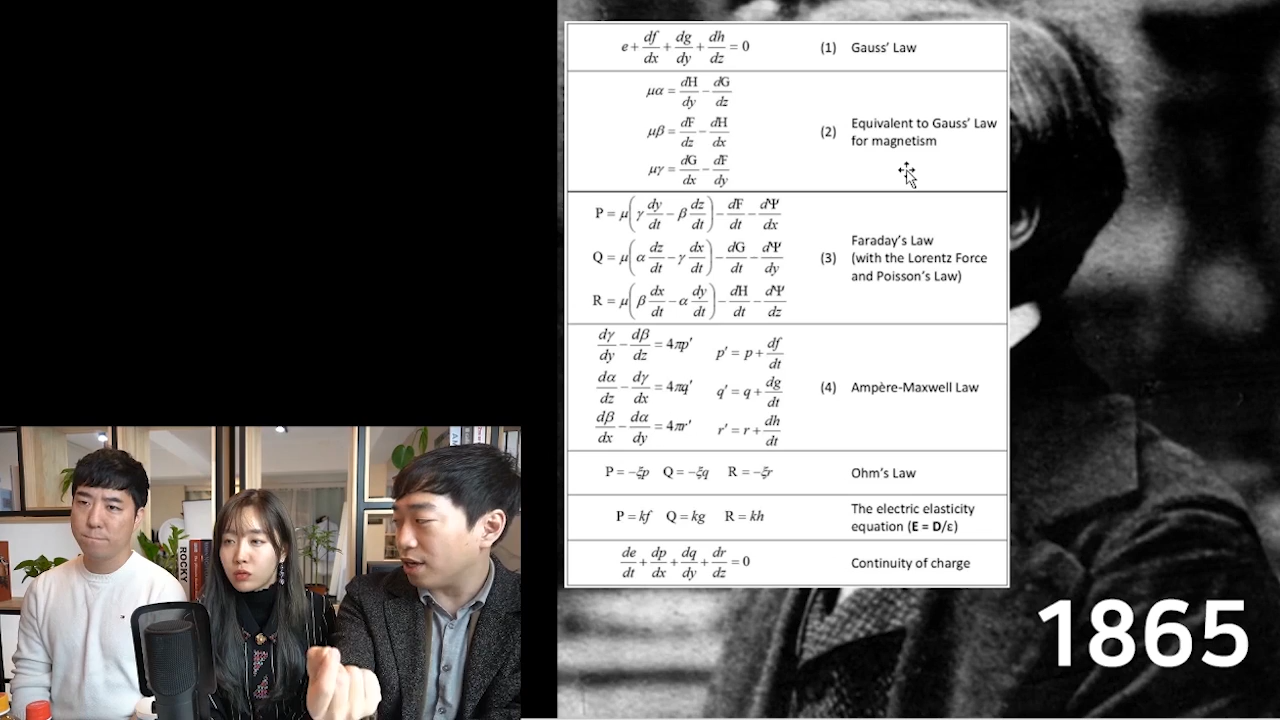 e + df/dx + dg/dy + dh/dz = 0 (1) Gauss' Law
μα = dH/dy − dG/dz
μβ = dF/dz − dH/dx (2) Equivalent to Gauss' Law
for magnetism
μγ = dG/dx − dF/dy
P = μ(γ dy/dt − β dz/dt) − dF/dt − dΨ/dx
Q = μ(α dz/dt − γ dx/dt) − dG/dt − dΨ/dy (3) Faraday's Law
(with the Lorentz Force
and Poisson's Law)
R = μ(β dx/dt − α dy/dt) − dH/dt − dΨ/dz
dγ/dy − dβ/dz = 4πp' p' = p + df/dt
dα/dz − dγ/dx = 4πq' q' = q + dg/dt (4) Ampère-Maxwell Law
dβ/dx − dα/dy = 4πr' r' = r + dh/dt
P = −ξp Q = −ξq R = −ξr Ohm's Law
P = kf Q = kg R = kh The electric elasticity
equation (E = D/ε)
de/dt + dp/dx + dq/dy + dr/dz = 0 Continuity of charge
1865
ROCKY